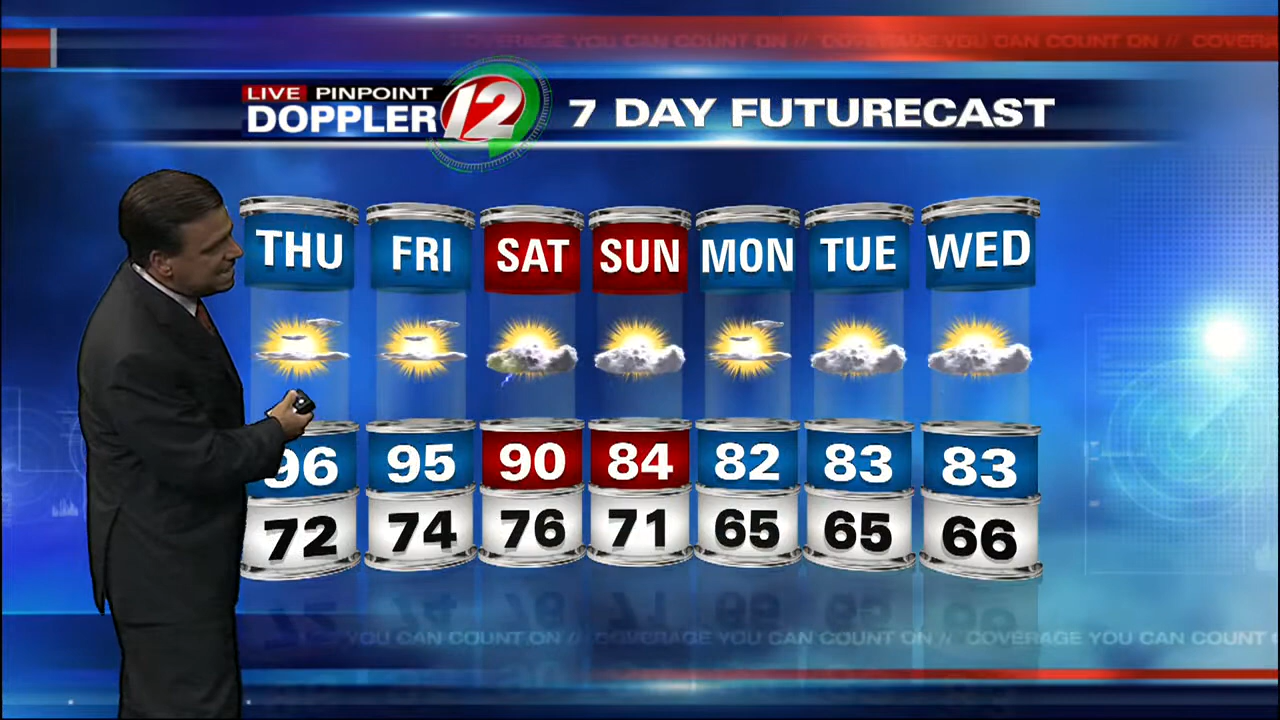 COVERAGE YOU CAN COUNT ON // COVERAGE YOU CAN COUNT ON // COVERA
LIVE PINPOINT
DOPPLER 12
7 DAY FUTURECAST
THU FRI SAT SUN MON TUE WED
96 95 90 84 82 83 83
72 74 76 71 65 65 66
YOU CAN COUNT ON // COVERAGE YOU CAN COUNT ON // COVERAGE YOU CAN COUNT